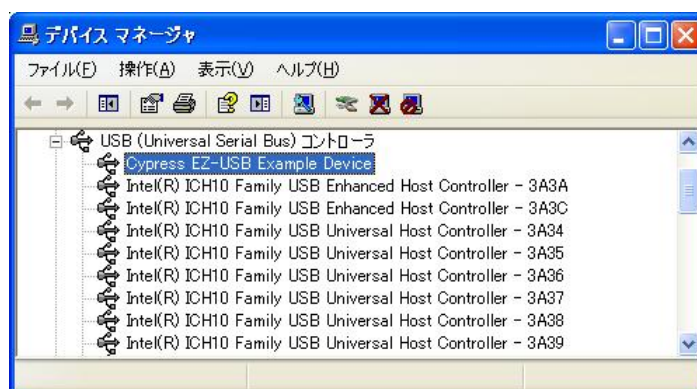 デバイス マネージャ
ファイル(F) 操作(A) 表示(V) ヘルプ(H)
USB (Universal Serial Bus) コントローラ
Cypress EZ-USB Example Device
Intel(R) ICH10 Family USB Enhanced Host Controller - 3A3A
Intel(R) ICH10 Family USB Enhanced Host Controller - 3A3C
Intel(R) ICH10 Family USB Universal Host Controller - 3A34
Intel(R) ICH10 Family USB Universal Host Controller - 3A35
Intel(R) ICH10 Family USB Universal Host Controller - 3A36
Intel(R) ICH10 Family USB Universal Host Controller - 3A37
Intel(R) ICH10 Family USB Universal Host Controller - 3A38
Intel(R) ICH10 Family USB Universal Host Controller - 3A39